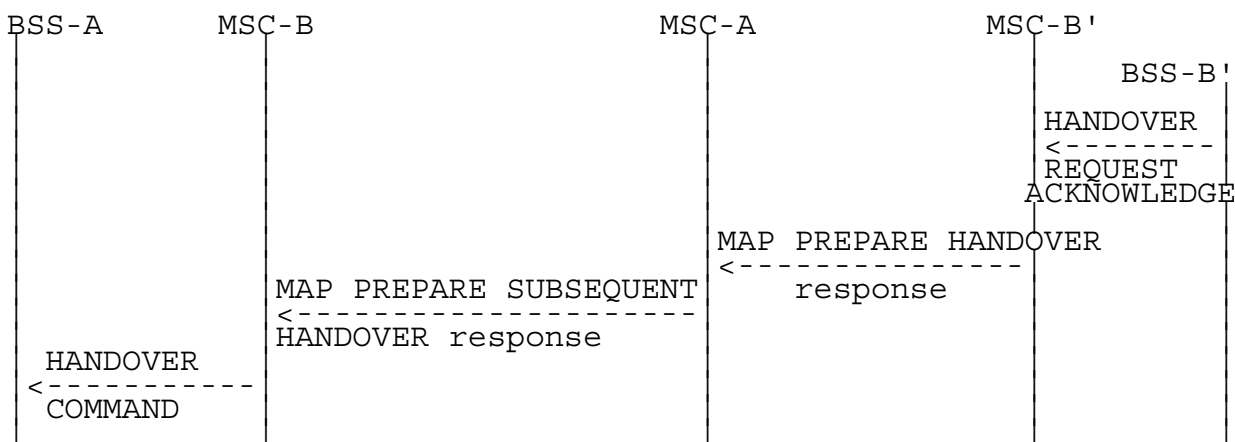 BSS-A MSC-B MSC-A MSC-B'
BSS-B'
HANDOVER
REQUEST
ACKNOWLEDGE
MAP PREPARE HANDOVER
response
MAP PREPARE SUBSEQUENT
HANDOVER response
HANDOVER
COMMAND